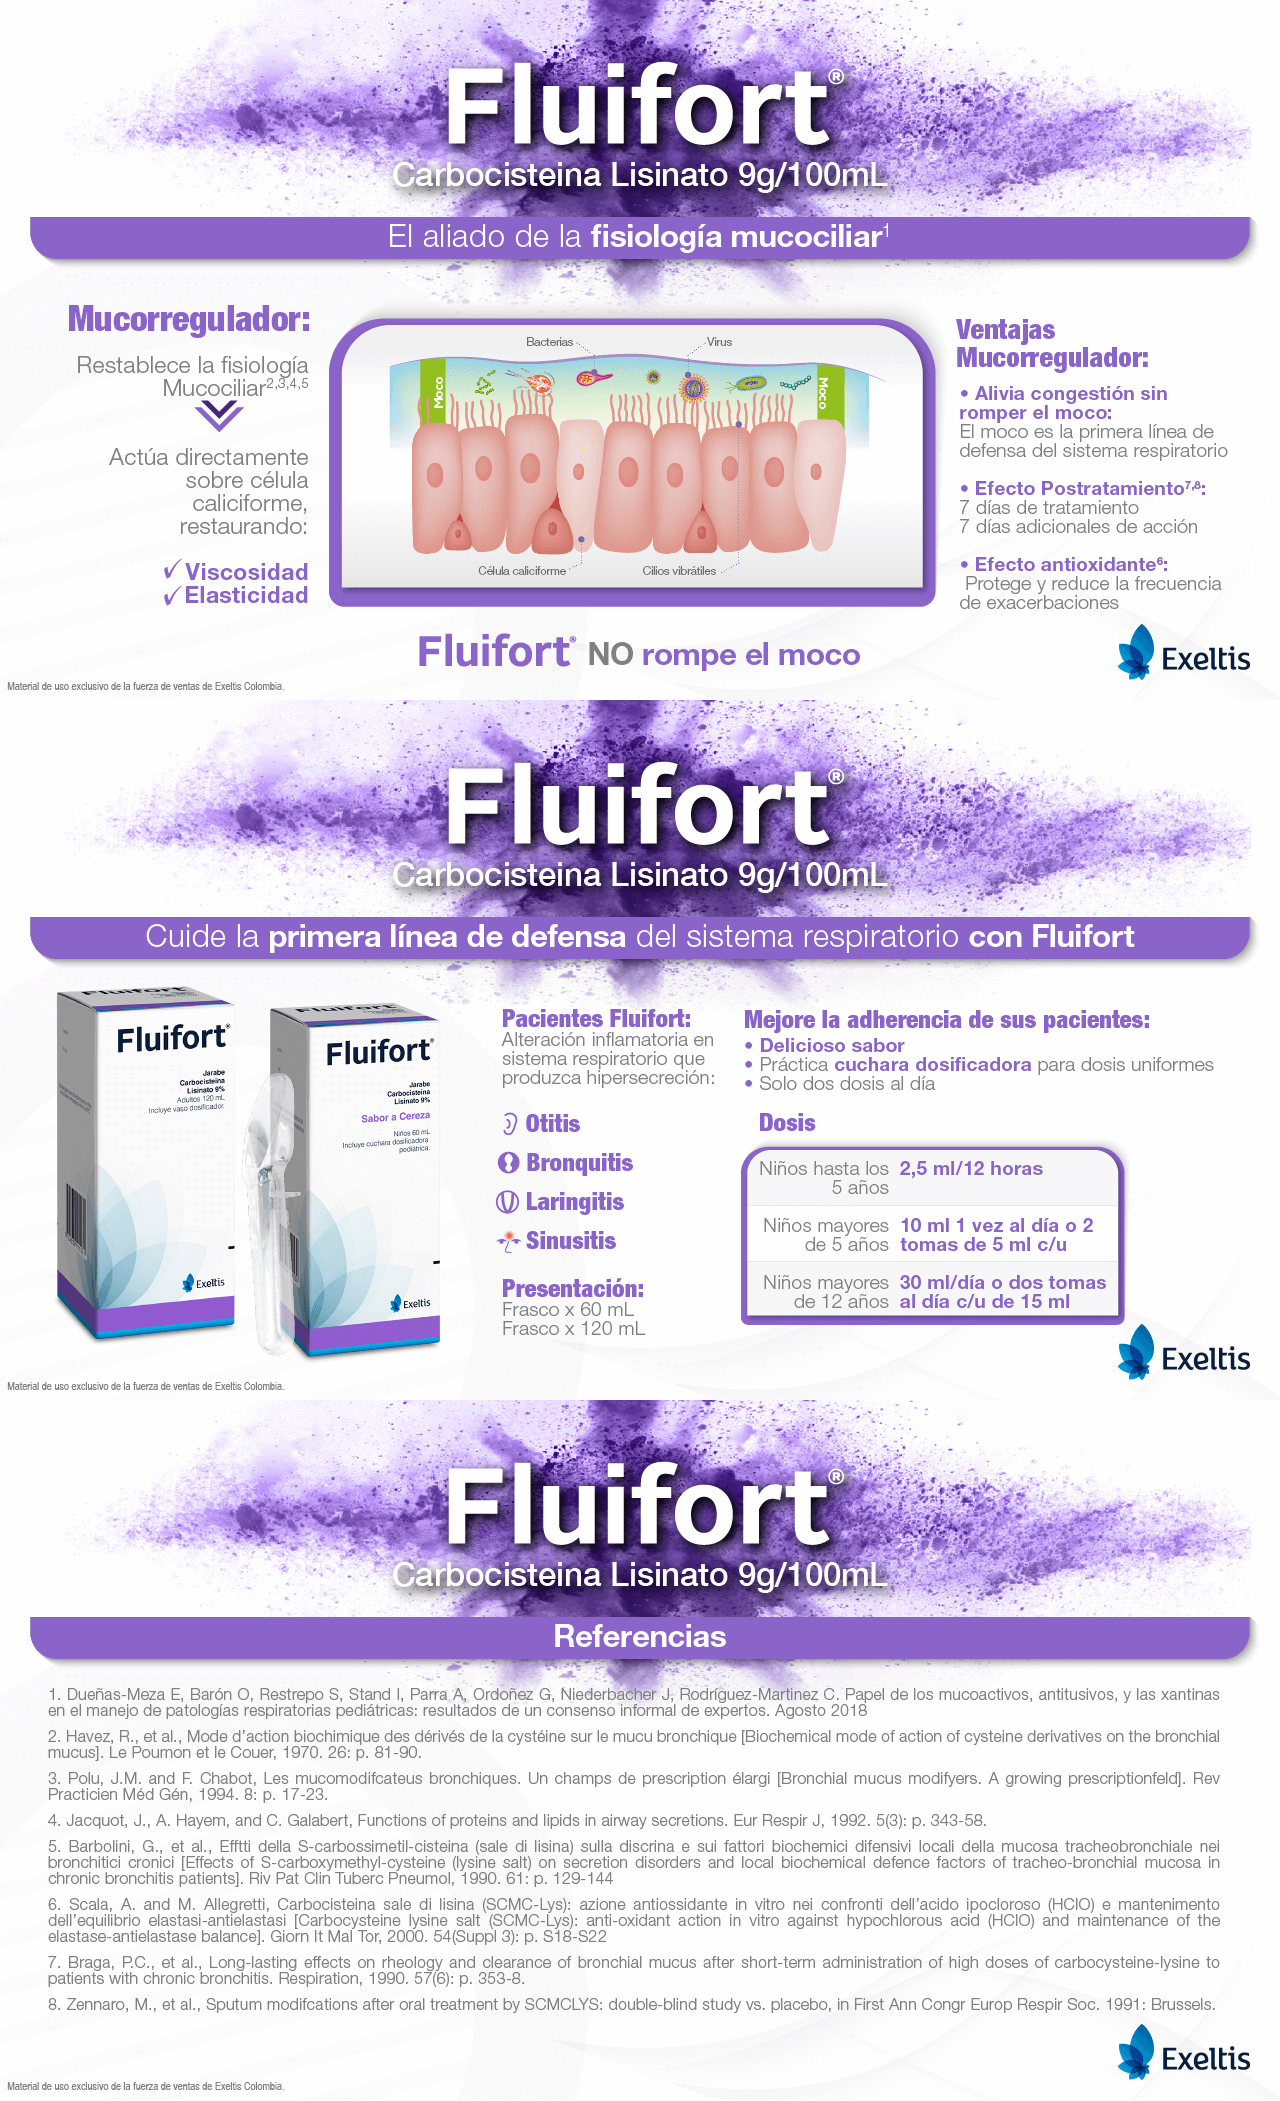 Fluifort®
Carbocisteina Lisinato 9g/100mL
El aliado de la fisiología mucociliar1
Mucorregulador:
Restablece la fisiología
Mucociliar2,3,4,5
Actúa directamente
sobre célula
caliciforme,
restaurando:
Viscosidad
Elasticidad
Bacterias
Virus
Moco
Moco
Célula caliciforme
Cilios vibrátiles
Ventajas
Mucorregulador:
• Alivia congestión sin
romper el moco:
El moco es la primera línea de
defensa del sistema respiratorio
• Efecto Postratamiento7,8:
7 días de tratamiento
7 días adicionales de acción
• Efecto antioxidante6:
Protege y reduce la frecuencia
de exacerbaciones
Fluifort® NO rompe el moco
Exeltis
Material de uso exclusivo de la fuerza de ventas de Exeltis Colombia.
Fluifort®
Carbocisteina Lisinato 9g/100mL
Cuide la primera línea de defensa del sistema respiratorio con Fluifort
Fluifort
Fluifort®
Jarabe
Carbocisteina
Lisinato 9%
Adultos 120 mL
Incluye vaso dosificador.
Exeltis
Fluifort
Fluifort®
Jarabe
Carbocisteina
Lisinato 9%
Sabor a Cereza
Niños 60 mL
Incluye cuchara dosificadora
pediátrica.
Exeltis
Pacientes Fluifort:
Alteración inflamatoria en
sistema respiratorio que
produzca hipersecreción:
Otitis
Bronquitis
Laringitis
Sinusitis
Presentación:
Frasco x 60 mL
Frasco x 120 mL
Mejore la adherencia de sus pacientes:
• Delicioso sabor
• Práctica cuchara dosificadora para dosis uniformes
• Solo dos dosis al día
Dosis
Niños hasta los 2,5 ml/12 horas
5 años
Niños mayores 10 ml 1 vez al día o 2
de 5 años tomas de 5 ml c/u
Niños mayores 30 ml/día o dos tomas
de 12 años al día c/u de 15 ml
Exeltis
Material de uso exclusivo de la fuerza de ventas de Exeltis Colombia.
Fluifort®
Carbocisteina Lisinato 9g/100mL
Referencias
1. Dueñas-Meza E, Barón O, Restrepo S, Stand I, Parra A, Ordoñez G, Niederbacher J, Rodríguez-Martinez C. Papel de los mucoactivos, antitusivos, y las xantinas
en el manejo de patologías respiratorias pediátricas: resultados de un consenso informal de expertos. Agosto 2018
2. Havez, R., et al., Mode d'action biochimique des dérivés de la cystéine sur le mucu bronchique [Biochemical mode of action of cysteine derivatives on the bronchial
mucus]. Le Poumon et le Couer, 1970. 26: p. 81-90.
3. Polu, J.M. and F. Chabot, Les mucomodifcateus bronchiques. Un champs de prescription élargi [Bronchial mucus modifyers. A growing prescriptionfeld]. Rev
Practicien Méd Gén, 1994. 8: p. 17-23.
4. Jacquot, J., A. Hayem, and C. Galabert, Functions of proteins and lipids in airway secretions. Eur Respir J, 1992. 5(3): p. 343-58.
5. Barbolini, G., et al., Efftti della S-carbossimetil-cisteina (sale di lisina) sulla discrina e sui fattori biochemici difensivi locali della mucosa tracheobronchiale nei
bronchitici cronici [Effects of S-carboxymethyl-cysteine (lysine salt) on secretion disorders and local biochemical defence factors of tracheo-bronchial mucosa in
chronic bronchitis patients]. Riv Pat Clin Tuberc Pneumol, 1990. 61: p. 129-144
6. Scala, A. and M. Allegretti, Carbocisteina sale di lisina (SCMC-Lys): azione antiossidante in vitro nei confronti dell'acido ipocloroso (HClO) e mantenimento
dell'equilibrio elastasi-antielastasi [Carbocysteine lysine salt (SCMC-Lys): anti-oxidant action in vitro against hypochlorous acid (HClO) and maintenance of the
elastase-antielastase balance]. Giorn It Mal Tor, 2000. 54(Suppl 3): p. S18-S22
7. Braga, P.C., et al., Long-lasting effects on rheology and clearance of bronchial mucus after short-term administration of high doses of carbocysteine-lysine to
patients with chronic bronchitis. Respiration, 1990. 57(6): p. 353-8.
8. Zennaro, M., et al., Sputum modifcations after oral treatment by SCMCLYS: double-blind study vs. placebo, in First Ann Congr Europ Respir Soc. 1991: Brussels.
Exeltis
Material de uso exclusivo de la fuerza de ventas de Exeltis Colombia.